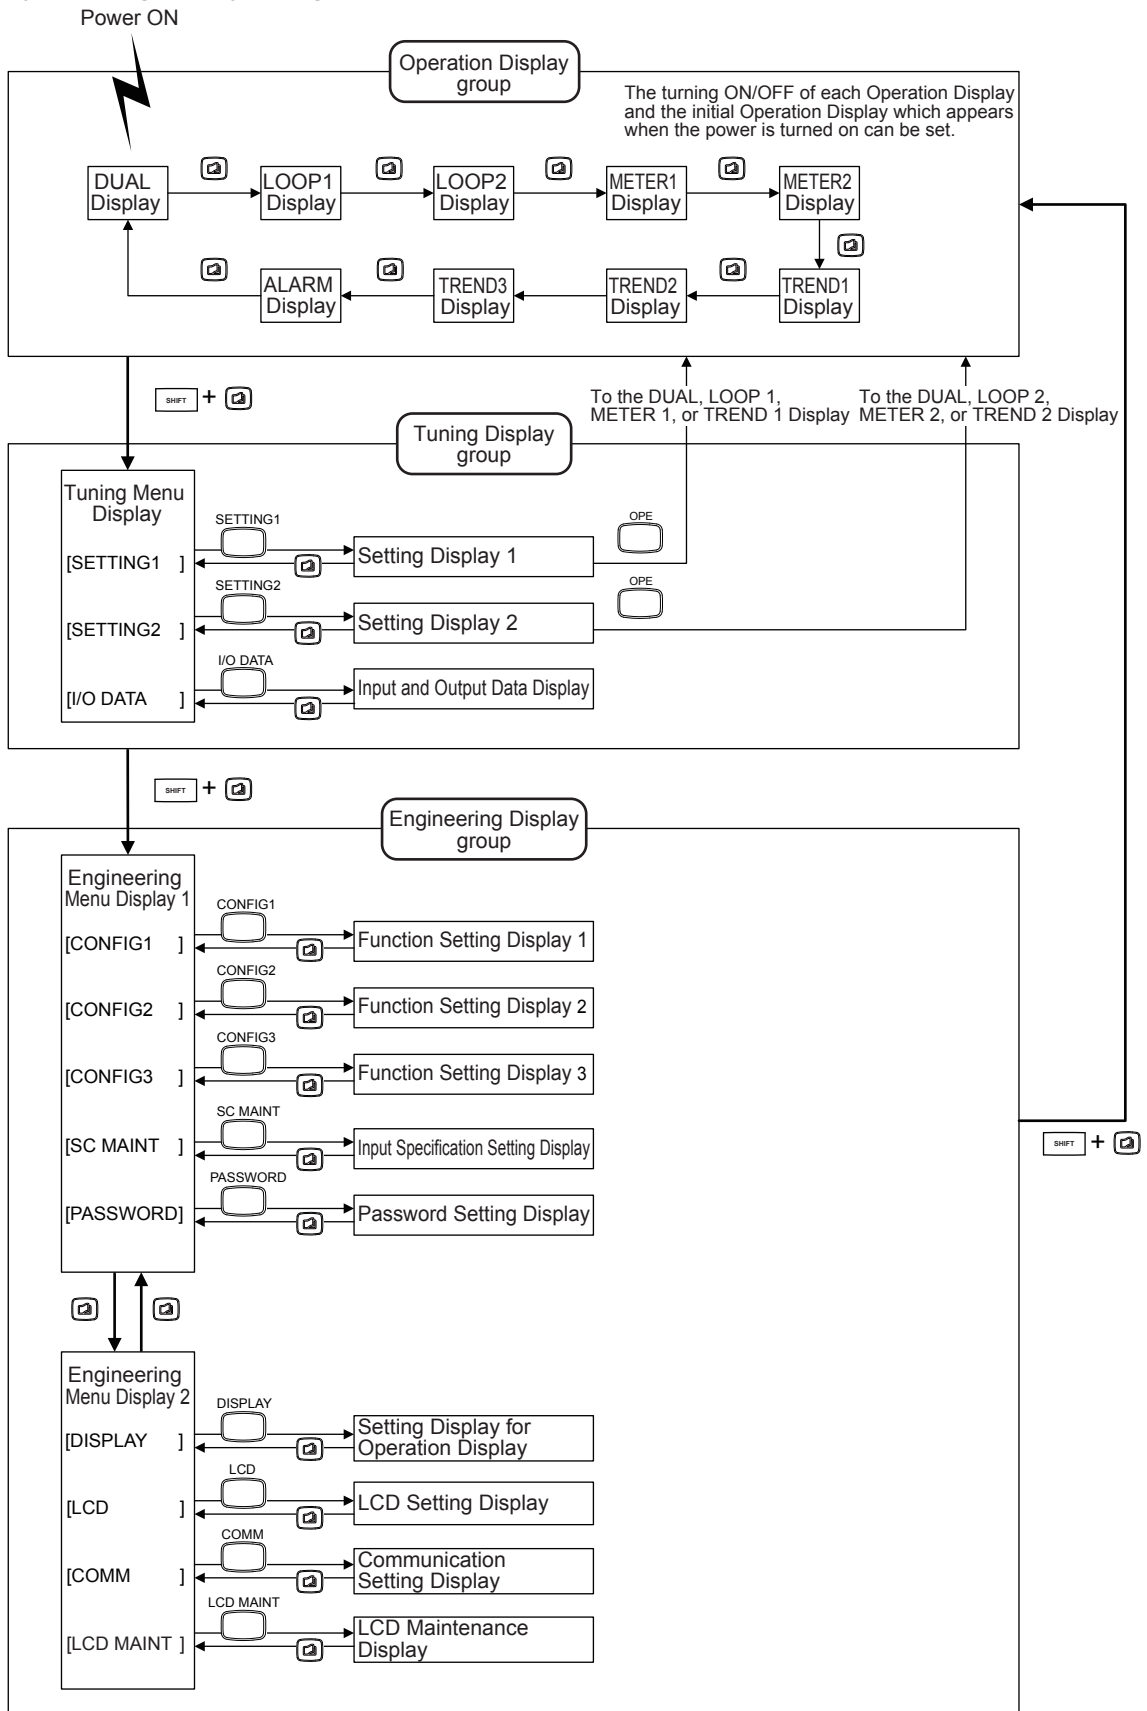 Power ON
Operation Display
group
The turning ON/OFF of each Operation Display
and the initial Operation Display which appears
when the power is turned on can be set.
DUAL
Display
LOOP1
Display
LOOP2
Display
METER1
Display
METER2
Display
ALARM
Display
TREND3
Display
TREND2
Display
TREND1
Display
SHIFT +
To the DUAL, LOOP 1,
METER 1, or TREND 1 Display
To the DUAL, LOOP 2,
METER 2, or TREND 2 Display
Tuning Display
group
Tuning Menu
Display
SETTING1
OPE
[SETTING1 ]
Setting Display 1
SETTING2
OPE
[SETTING2 ]
Setting Display 2
I/O DATA
[I/O DATA ]
Input and Output Data Display
SHIFT +
Engineering Display
group
Engineering
Menu Display 1
CONFIG1
[CONFIG1 ]
Function Setting Display 1
CONFIG2
[CONFIG2 ]
Function Setting Display 2
CONFIG3
[CONFIG3 ]
Function Setting Display 3
SC MAINT
[SC MAINT ]
Input Specification Setting Display
SHIFT +
PASSWORD
[PASSWORD]
Password Setting Display
Engineering
Menu Display 2
DISPLAY
[DISPLAY ]
Setting Display for
Operation Display
LCD
[LCD ]
LCD Setting Display
COMM
[COMM ]
Communication
Setting Display
LCD MAINT
[LCD MAINT ]
LCD Maintenance
Display